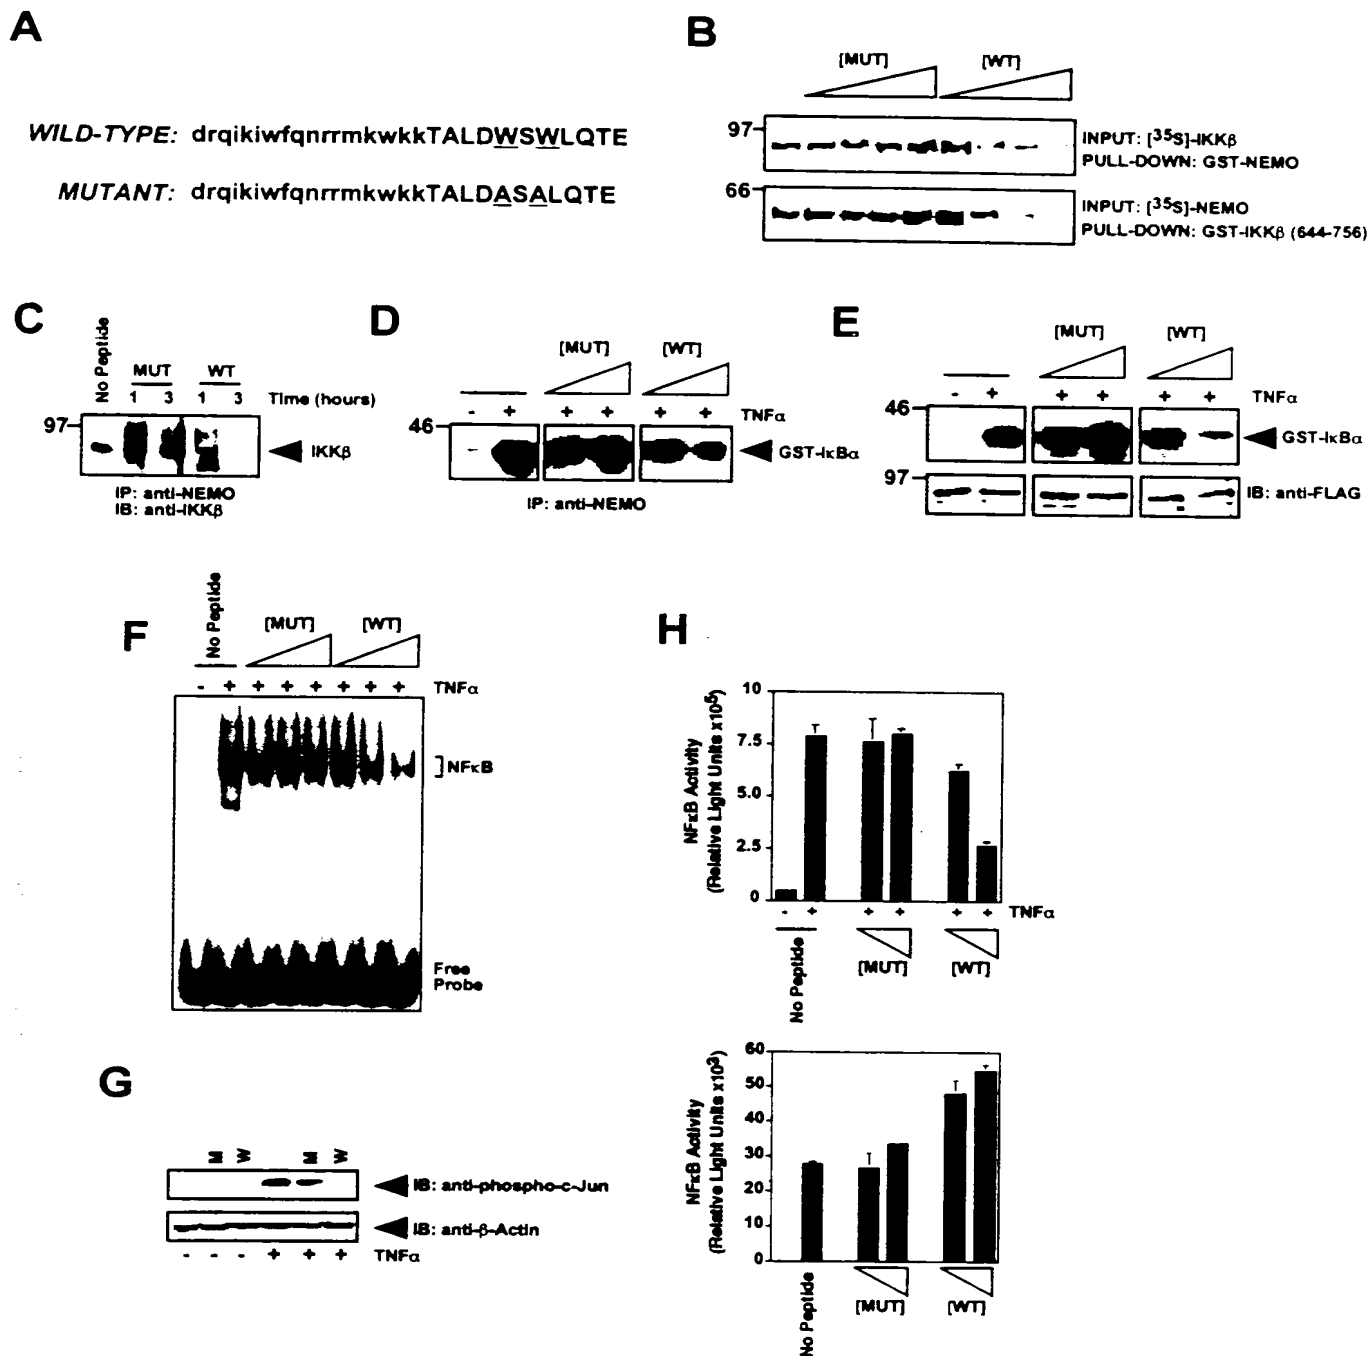 A
WILD-TYPE: drqikiwfqnrrmkwkkTALDWSWLQTE
MUTANT: drqikiwfqnrrmkwkkTALDASALQTE
B
[MUT] [WT]
97
INPUT: [35S]-IKKβ
PULL-DOWN: GST-NEMO
66
INPUT: [35S]-NEMO
PULL-DOWN: GST-IKKβ (644-756)
C
No Peptide
MUT WT
1 3 1 3 Time (hours)
97
IKKβ
IP: anti-NEMO
IB: anti-IKKβ
D
[MUT] [WT]
- + + + + + TNFα
46
GST-IκBα
IP: anti-NEMO
E
[MUT] [WT]
- + + + + + TNFα
46
GST-IκBα
97
IB: anti-FLAG
F
No Peptide
[MUT] [WT]
- + + + + + + + TNFα
]NFκB
Free
Probe
G
M W M W
IB: anti-phospho-c-Jun
IB: anti-β-Actin
- - - + + + TNFα
H
NFκB Activity
(Relative Light Units x10⁵)
10
7.5
5.0
2.5
0
- + + + + + TNFα
No Peptide
[MUT] [WT]
NFκB Activity
(Relative Light Units x10³)
60
50
40
30
20
10
0
No Peptide
[MUT] [WT]